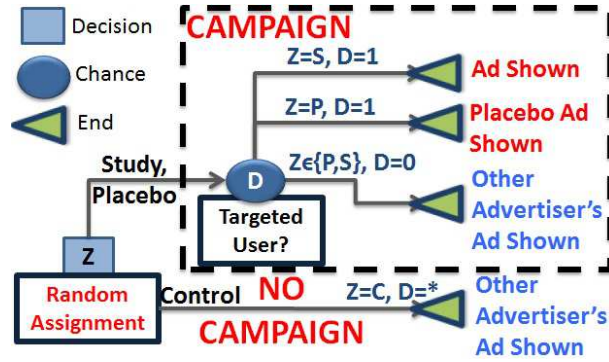 Decision
Chance
End
CAMPAIGN
Z=S, D=1
Ad Shown
Z=P, D=1
Placebo Ad
Shown
Zϵ{P,S}, D=0
Other
Advertiser's
Ad Shown
Study,
Placebo
D
Targeted
User?
Z
Random
Assignment
Control
NO
CAMPAIGN
Z=C, D=*
Other
Advertiser's
Ad Shown